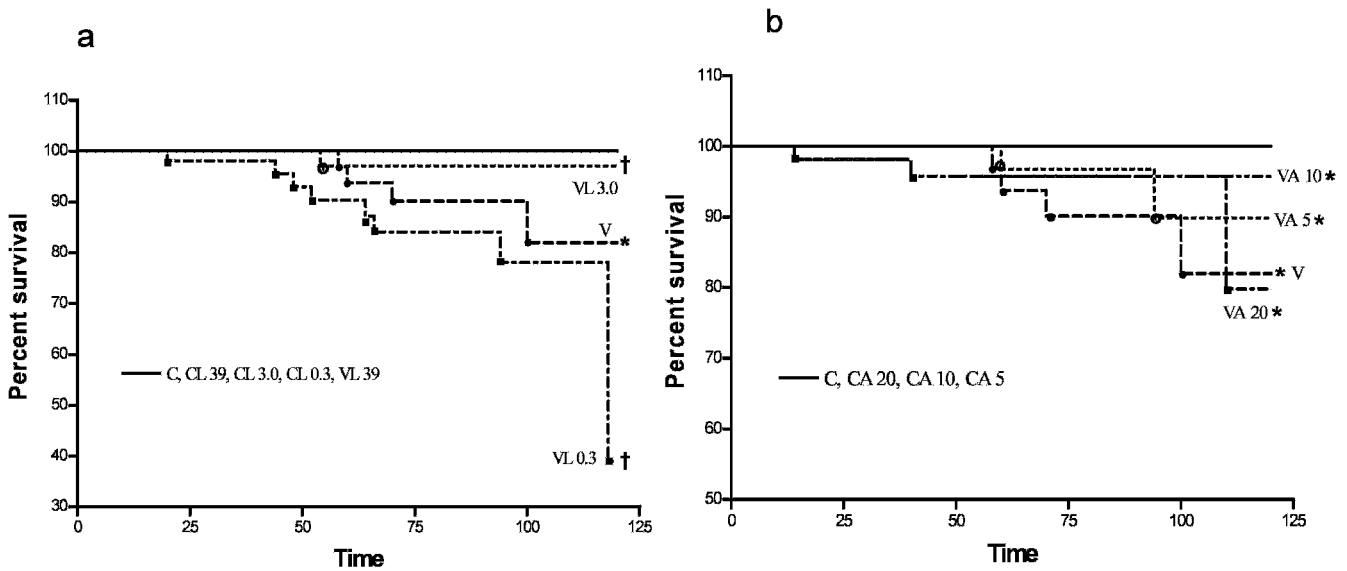 a
Percent survival
110
100
90
80
70
60
50
40
30
VL 3.0
†
V
*
C, CL 39, CL 3.0, CL 0.3, VL 39
VL 0.3 †
0
25
50
75
100
125
Time
b
Percent survival
110
100
90
80
70
60
50
VA 10 *
VA 5 *
* V
VA 20 *
C, CA 20, CA 10, CA 5
0
25
50
75
100
125
Time